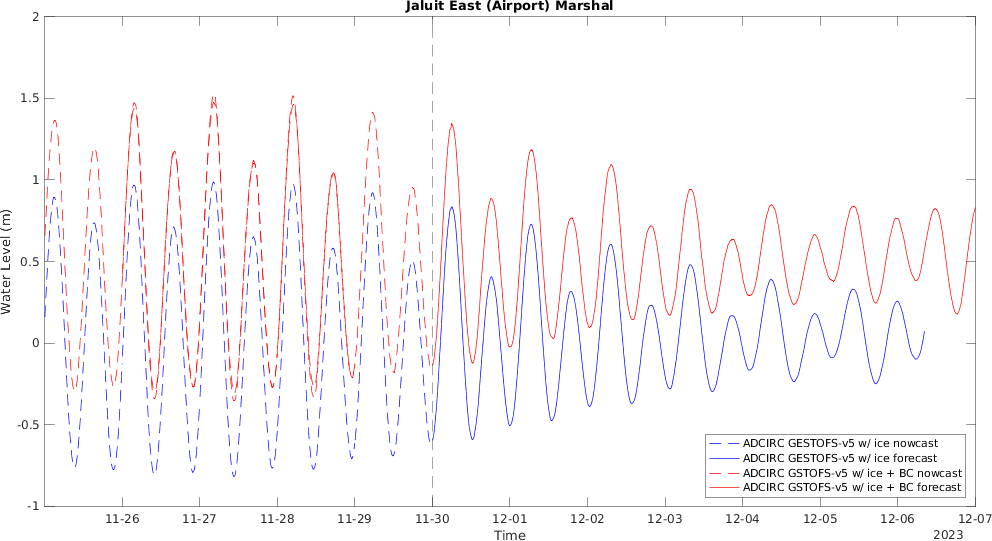 Jaluit East (Airport) Marshal
2
1.5
1
0.5
0
-0.5
-1
Water Level (m)
11-26
11-27
11-28
11-29
11-30
12-01
12-02
12-03
12-04
12-05
12-06
12-07
Time
2023
ADCIRC GESTOFS-v5 w/ ice nowcast
ADCIRC GESTOFS-v5 w/ ice forecast
ADCIRC GSTOFS-v5 w/ ice + BC nowcast
ADCIRC GSTOFS-v5 w/ ice + BC forecast